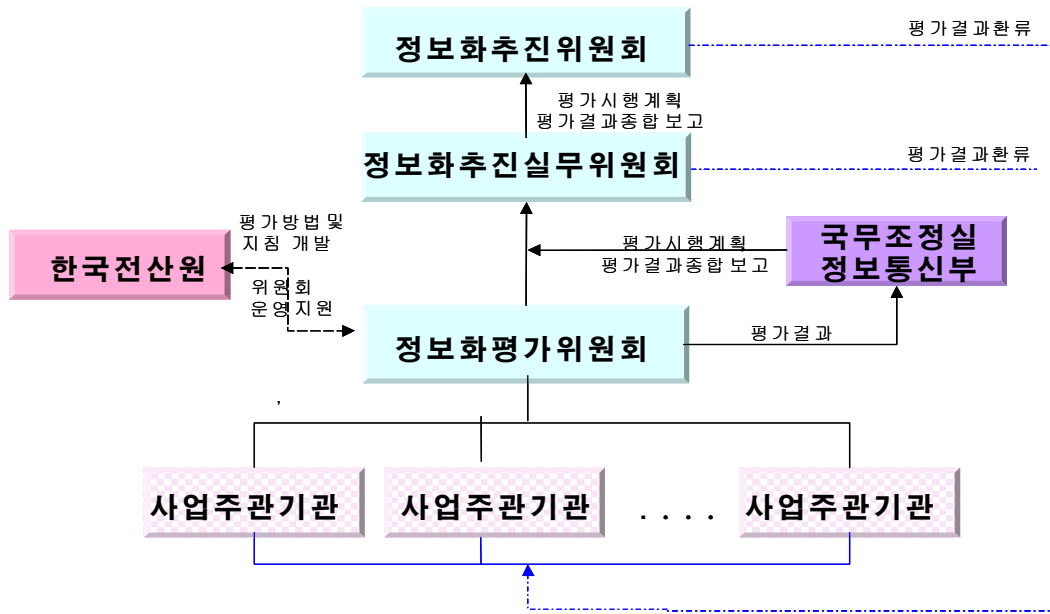 평가결과환류
정보화추진위원회
평가시행계획
평가결과종합 보고
정보화추진실무위원회
평가결과환류
평가방법 및
지침 개발
한국전산원
위원회
운영지원
평가시행계획
평가결과종합 보고
국무조정실
정보통신부
정보화평가위원회
평가결과
,
사업주관기관
사업주관기관
. . . .
사업주관기관